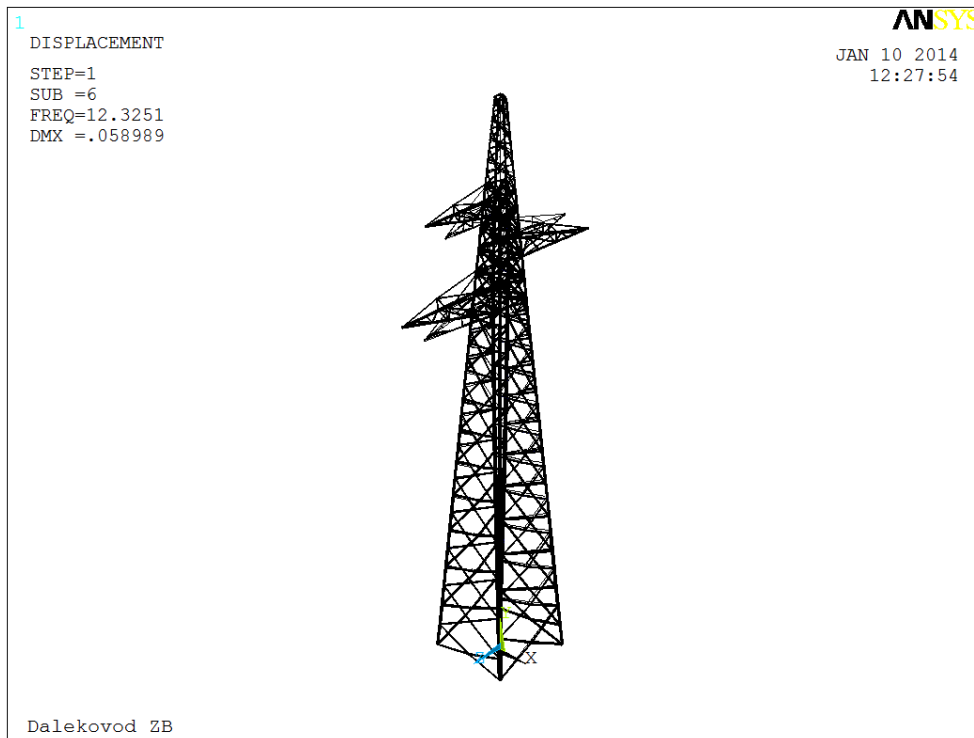 1
ANSYS
DISPLACEMENT
STEP=1
SUB =6
FREQ=12.3251
DMX =.058989
JAN 10 2014
12:27:54
Y
Z
X
Dalekovod ZB